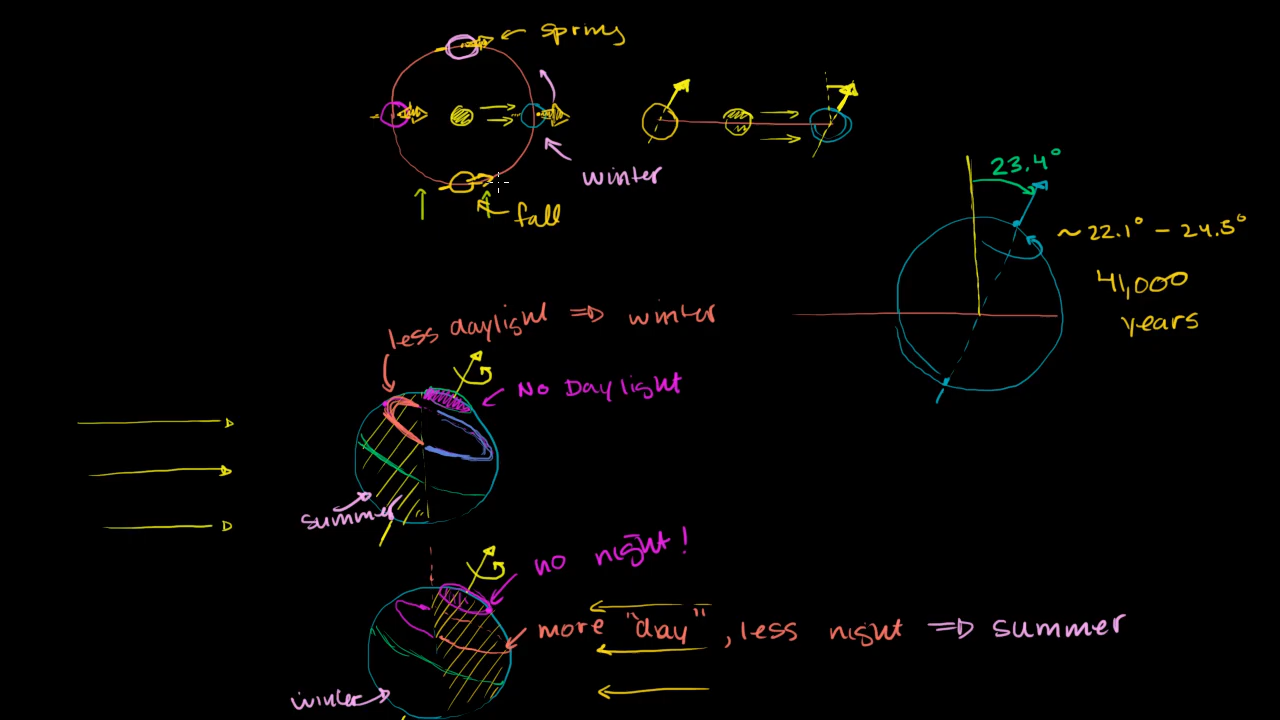 spring
winter
fall
23.4°
~22.1° - 24.5°
41,000
years
less daylight ⇒ winter
No Daylight
summer
no night!
more "day", less night ⇒ summer
winter